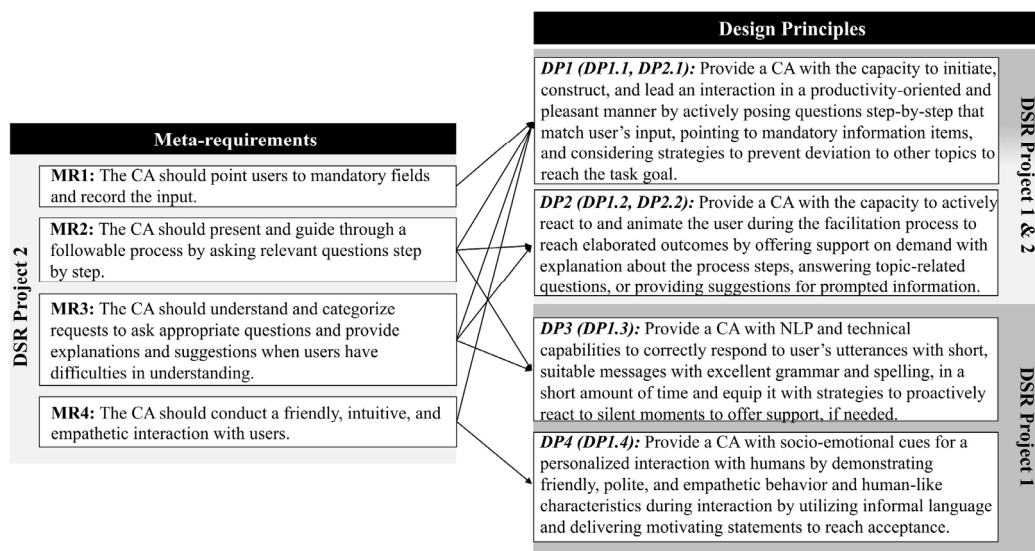 Meta-requirements
DSR Project 2
MR1: The CA should point users to mandatory fields
and record the input.
MR2: The CA should present and guide through a
followable process by asking relevant questions step
by step.
MR3: The CA should understand and categorize
requests to ask appropriate questions and provide
explanations and suggestions when users have
difficulties in understanding.
MR4: The CA should conduct a friendly, intuitive, and
empathetic interaction with users.
Design Principles
DP1 (DP1.1, DP2.1): Provide a CA with the capacity to initiate,
construct, and lead an interaction in a productivity-oriented and
pleasant manner by actively posing questions step-by-step that
match user’s input, pointing to mandatory information items,
and considering strategies to prevent deviation to other topics to
reach the task goal.
DP2 (DP1.2, DP2.2): Provide a CA with the capacity to actively
react to and animate the user during the facilitation process to
reach elaborated outcomes by offering support on demand with
explanation about the process steps, answering topic-related
questions, or providing suggestions for prompted information.
DSR Project 1 & 2
DP3 (DP1.3): Provide a CA with NLP and technical
capabilities to correctly respond to user’s utterances with short,
suitable messages with excellent grammar and spelling, in a
short amount of time and equip it with strategies to proactively
react to silent moments to offer support, if needed.
DP4 (DP1.4): Provide a CA with socio-emotional cues for a
personalized interaction with humans by demonstrating
friendly, polite, and empathetic behavior and human-like
characteristics during interaction by utilizing informal language
and delivering motivating statements to reach acceptance.
DSR Project 1